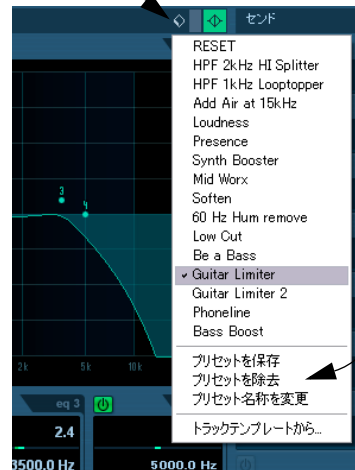 センド
RESET
HPF 2kHz HI Splitter
HPF 1kHz Looptopper
Add Air at 15kHz
Loudness
Presence
Synth Booster
Mid Worx
Soften
60 Hz Hum remove
Low Cut
Be a Bass
Guitar Limiter
Guitar Limiter 2
Phoneline
Bass Boost
プリセットを保存
プリセットを除去
プリセット名称を変更
トラックテンプレートから...
3
4
2k 5k 10k
eq 3
2.4
3500.0 Hz 5000.0 Hz